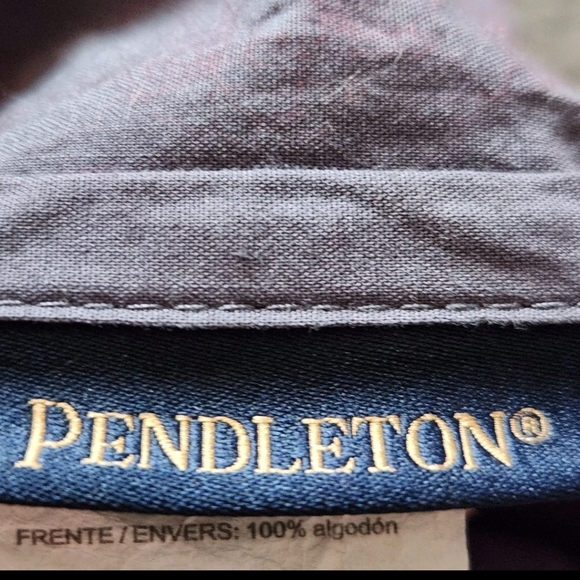 PENDLETON®
FRENTE / ENVERS: 100% algodón